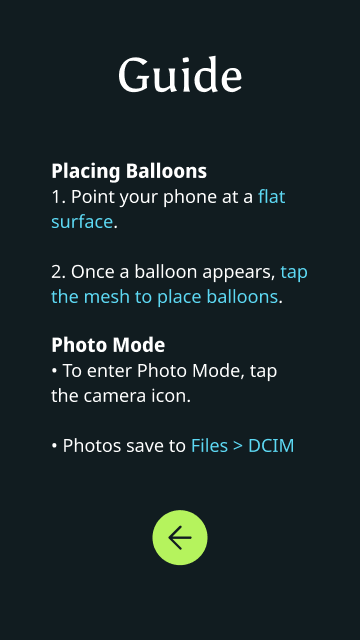 Guide
Placing Balloons
1. Point your phone at a flat
surface.
2. Once a balloon appears, tap
the mesh to place balloons.
Photo Mode
• To enter Photo Mode, tap
the camera icon.
• Photos save to Files > DCIM